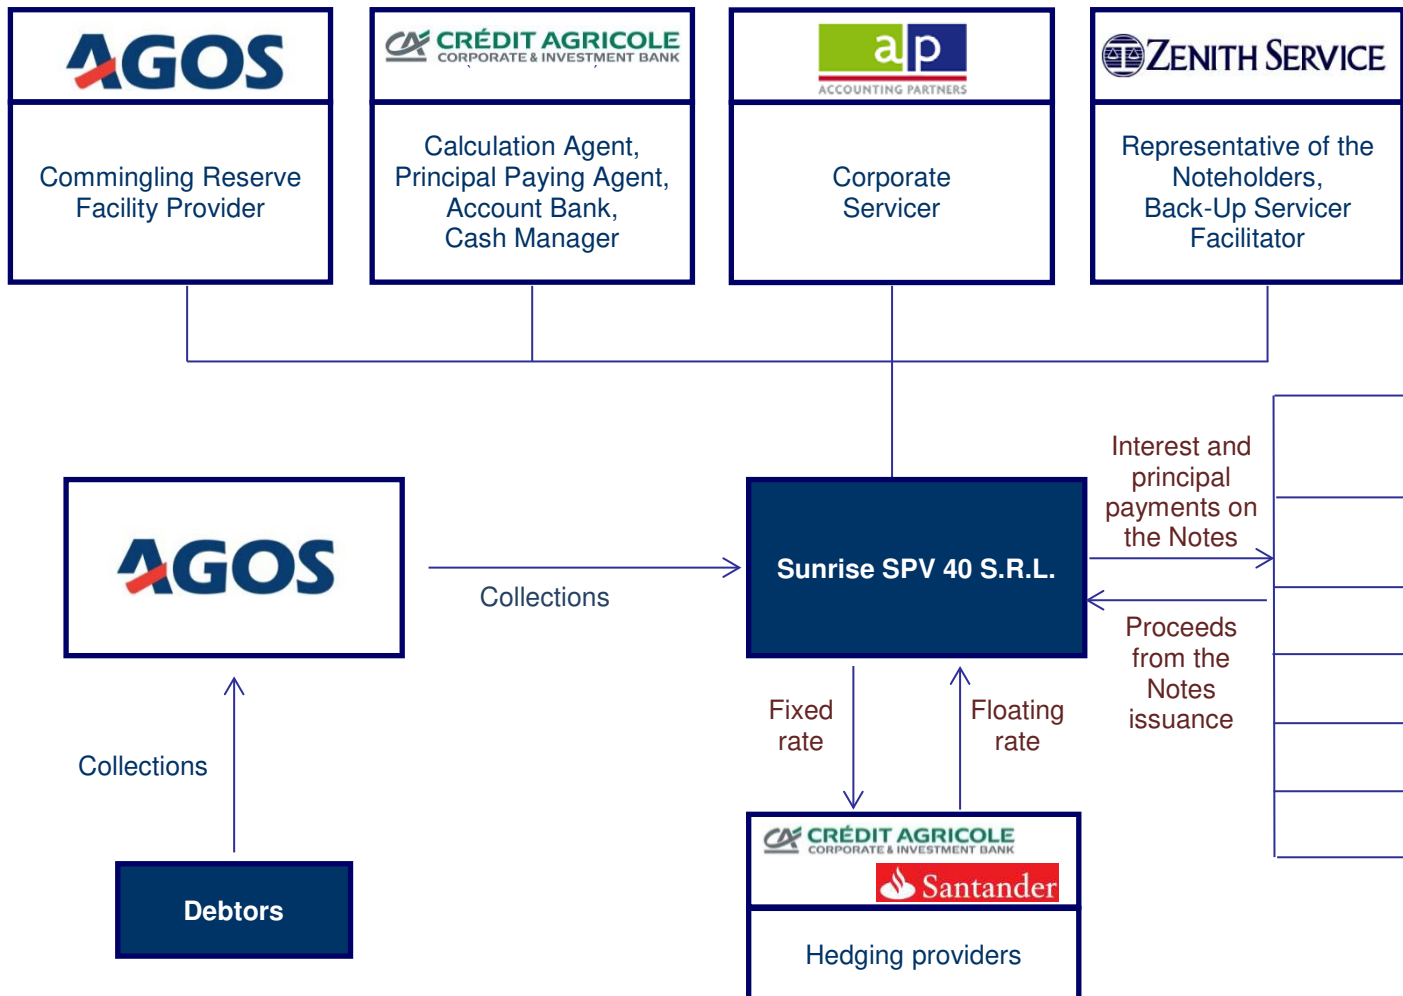 AGOS
CRÉDIT AGRICOLE
CORPORATE & INVESTMENT BANK
a p
ACCOUNTING PARTNERS
ZENITH SERVICE
Commingling Reserve
Facility Provider
Calculation Agent,
Principal Paying Agent,
Account Bank,
Cash Manager
Corporate
Servicer
Representative of the
Noteholders,
Back-Up Servicer
Facilitator
AGOS
Collections
Sunrise SPV 40 S.R.L.
Interest and
principal
payments on
the Notes
Proceeds
from the
Notes
issuance
Fixed
rate
Floating
rate
Collections
Debtors
CRÉDIT AGRICOLE
CORPORATE & INVESTMENT BANK
Santander
Hedging providers